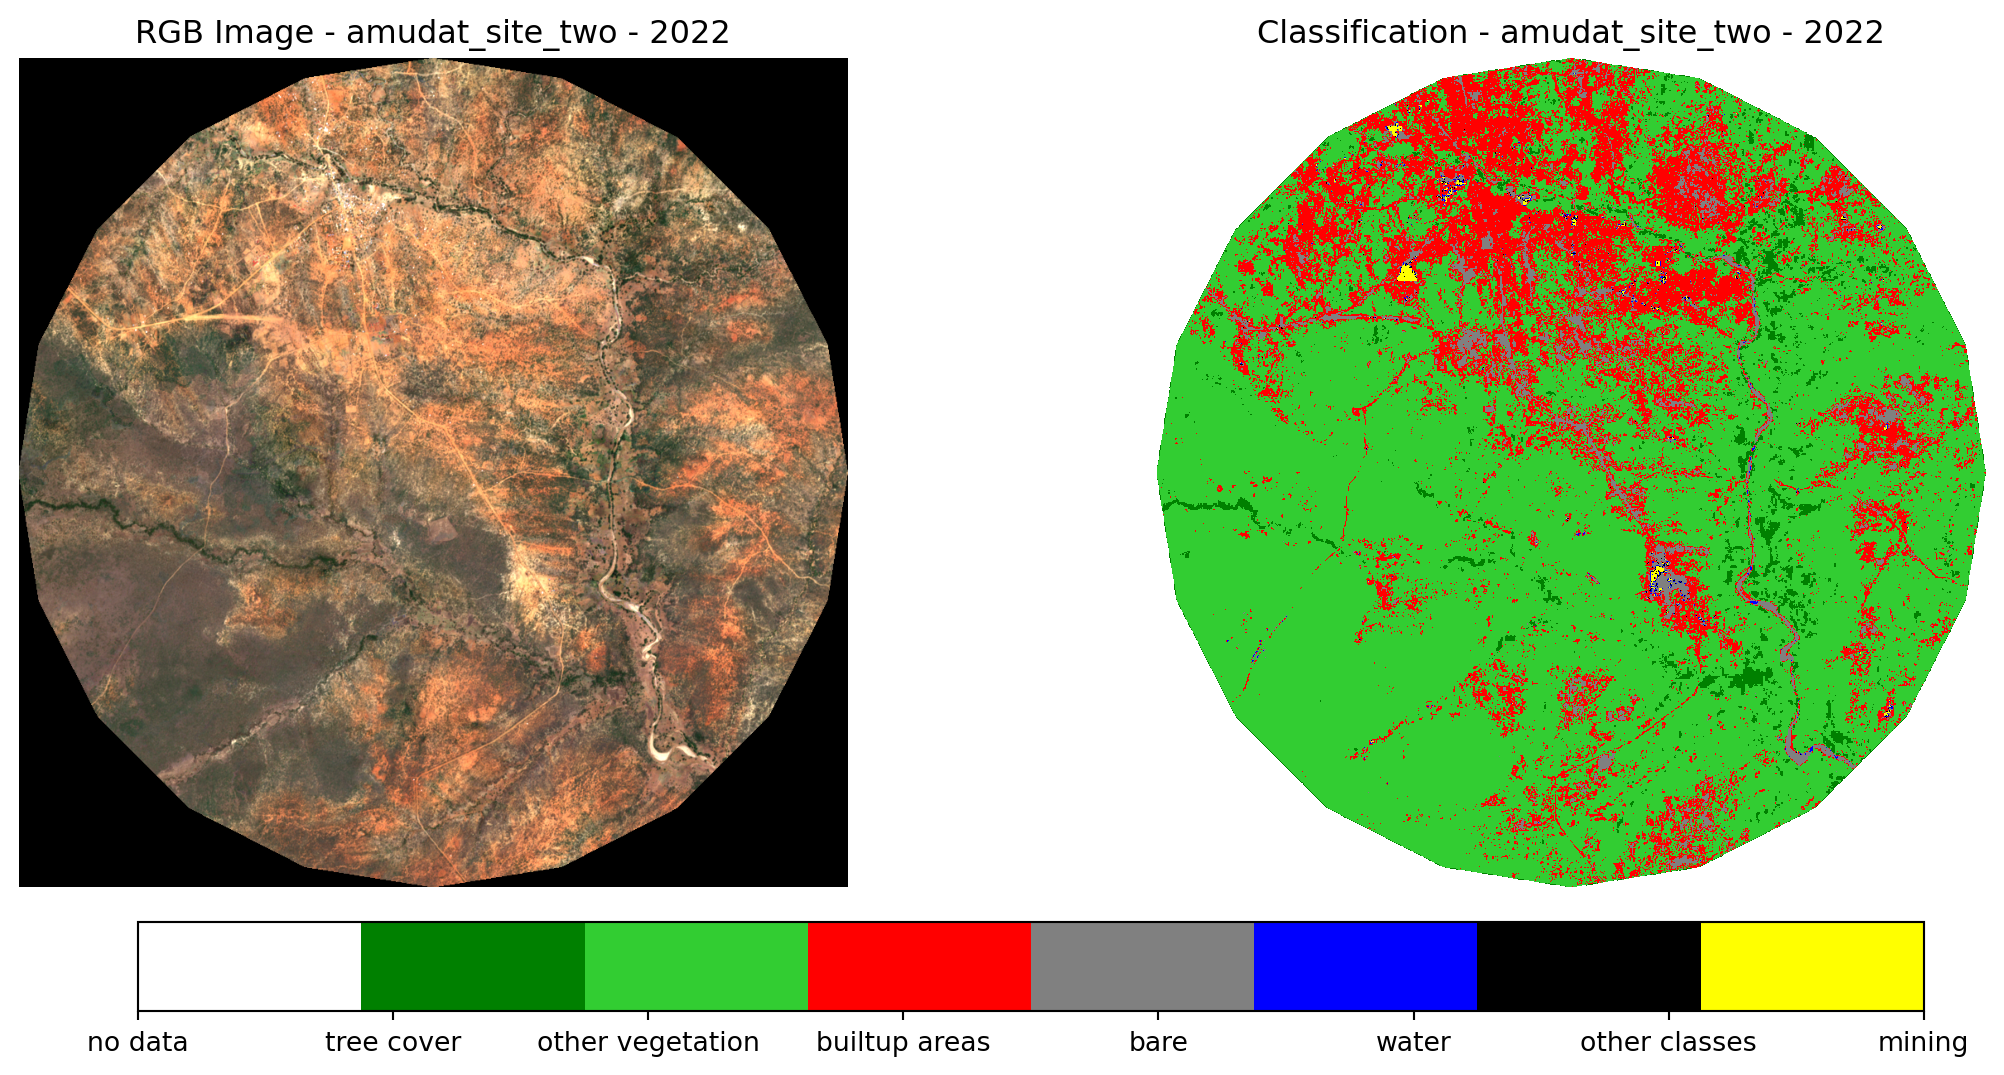 RGB Image - amudat_site_two - 2022
Classification - amudat_site_two - 2022
no data
tree cover
other vegetation
builtup areas
bare
water
other classes
mining